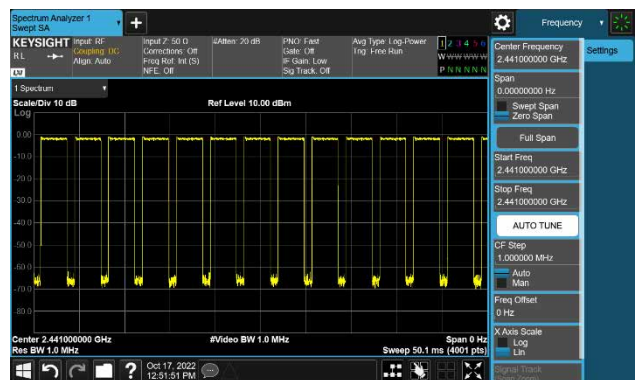 Spectrum Analyzer 1
Swept SA
Frequency
KEYSIGHT
RL
LXI
Input: RF
Coupling: DC
Align: Auto
Input Z: 50 Ω
Corrections: Off
Freq Ref: Int (S)
NFE: Off
#Atten: 20 dB
PNO: Fast
Gate: Off
IF Gain: Low
Sig Track: Off
Avg Type: Log-Power
Trig: Free Run
1 2 3 4 5 6
W W W W W W
P N N N N N
1 Spectrum
Scale/Div 10 dB
Ref Level 10.00 dBm
Log
0.00
-10.0
-20.0
-30.0
-40.0
-50.0
-60.0
-70.0
-80.0
Center 2.441000000 GHz
#Video BW 1.0 MHz
Span 0 Hz
Res BW 1.0 MHz
Sweep 50.1 ms (4001 pts)
Oct 17, 2022
12:51:51 PM
?
Center Frequency
2.441000000 GHz
Settings
Span
0.00000000 Hz
Swept Span
Zero Span
Full Span
Start Freq
2.441000000 GHz
Stop Freq
2.441000000 GHz
AUTO TUNE
CF Step
1.000000 MHz
Auto
Man
Freq Offset
0 Hz
X Axis Scale
Log
Lin
Signal Track
(Span Zoom)